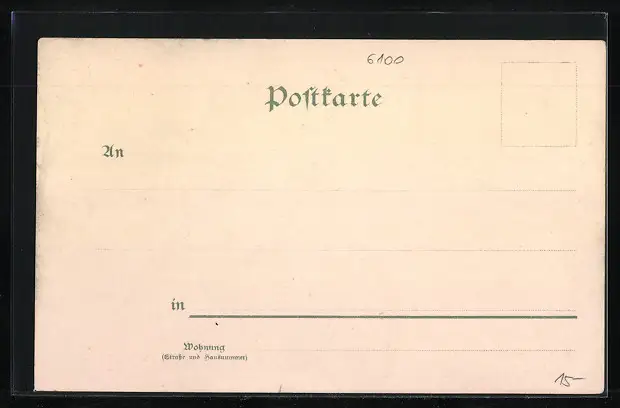 6100
Postkarte
An
in
Wohnung
(Straße und Hausnummer)
15-